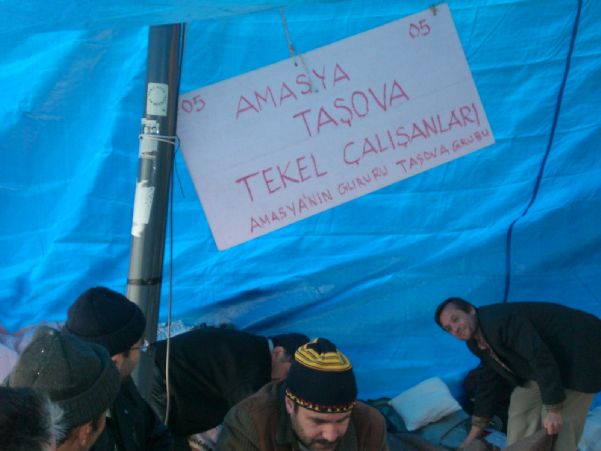 05 05
AMASYA
TAŞOVA
TEKEL ÇALIŞANLARI
AMASYA'NIN GURURU TAŞOVA GRUBU